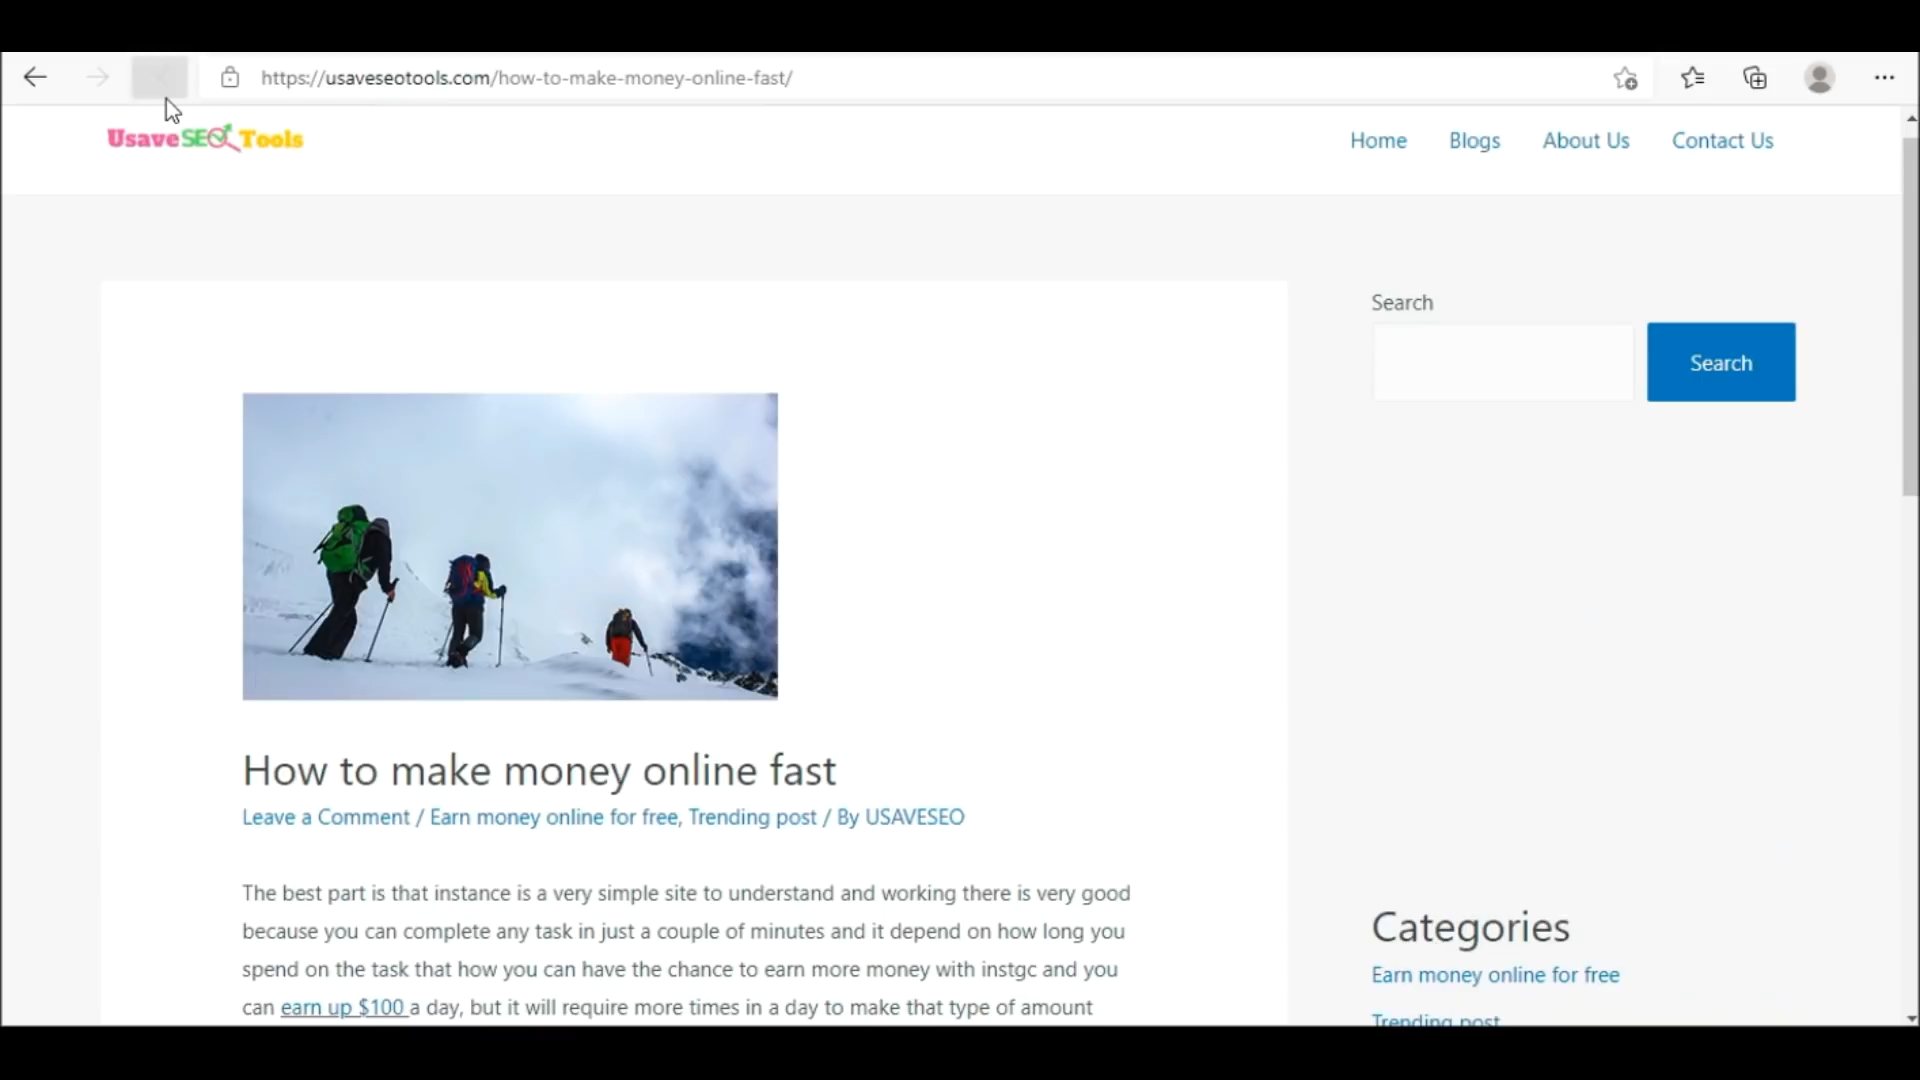 https://usaveseotools.com/how-to-make-money-online-fast/
Usave SEO Tools
Home Blogs About Us Contact Us
Search
Search
How to make money online fast
Leave a Comment / Earn money online for free, Trending post / By USAVESEO
The best part is that instance is a very simple site to understand and working there is very good
because you can complete any task in just a couple of minutes and it depend on how long you
spend on the task that how you can have the chance to earn more money with instgc and you
can earn up $100 a day, but it will require more times in a day to make that type of amount
Categories
Earn money online for free
Trending post